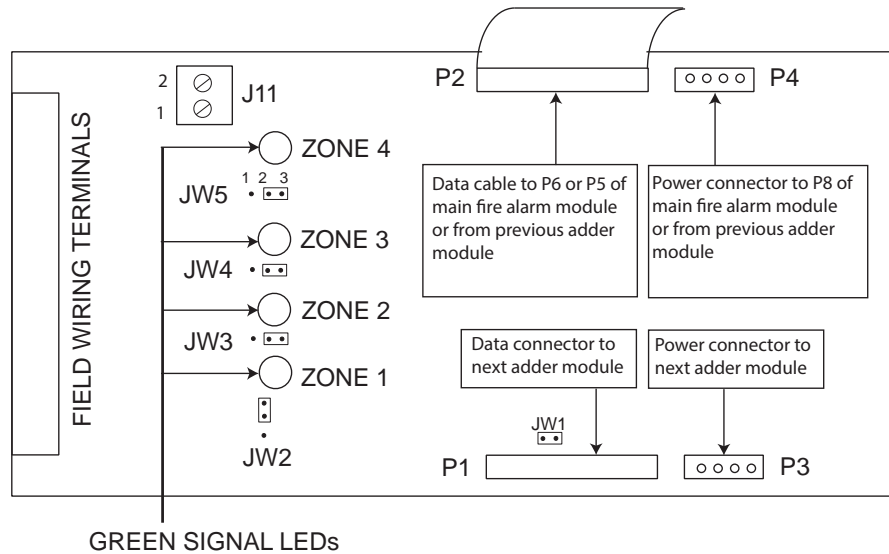 P2
P4
2
1
J11
ZONE 4
1 2 3
JW5
ZONE 3
JW4
ZONE 2
JW3
ZONE 1
JW2
FIELD WIRING TERMINALS
Data cable to P6 or P5 of
main fire alarm module
or from previous adder
module
Power connector to P8 of
main fire alarm module
or from previous adder
module
Data connector to
next adder module
Power connector to
next adder module
JW1
P1
P3
GREEN SIGNAL LEDs